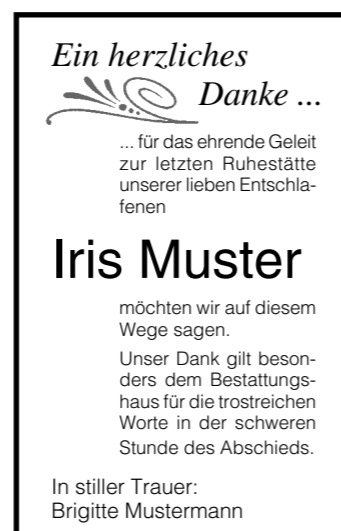 Ein herzliches
Danke ...
... für das ehrende Geleit
zur letzten Ruhestätte
unserer lieben Entschla-
fenen
Iris Muster
möchten wir auf diesem
Wege sagen.
Unser Dank gilt beson-
ders dem Bestattungs-
haus für die trostreichen
Worte in der schweren
Stunde des Abschieds.
In stiller Trauer:
Brigitte Mustermann